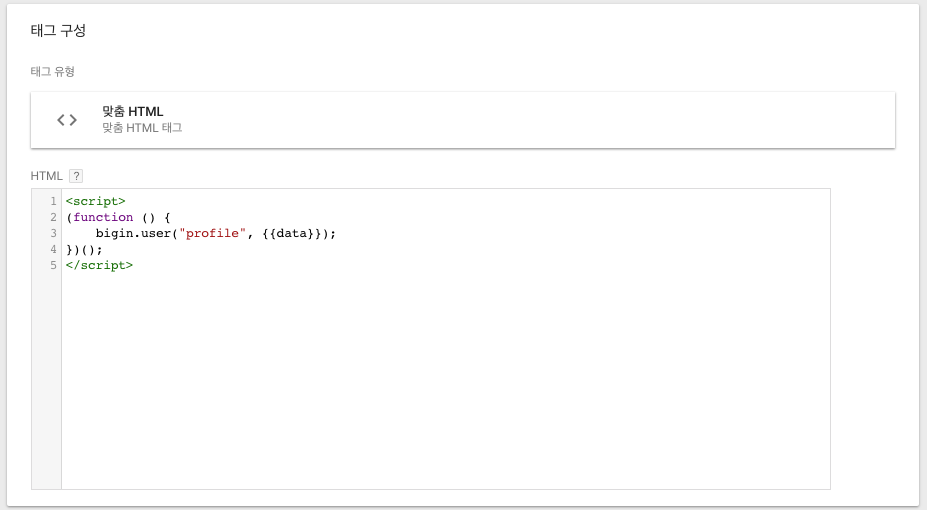 태그 구성
태그 유형
맞춤 HTML
맞춤 HTML 태그
HTML ?
1 <script>
2 (function () {
3     bigin.user("profile", {{data}});
4 })();
5 </script>